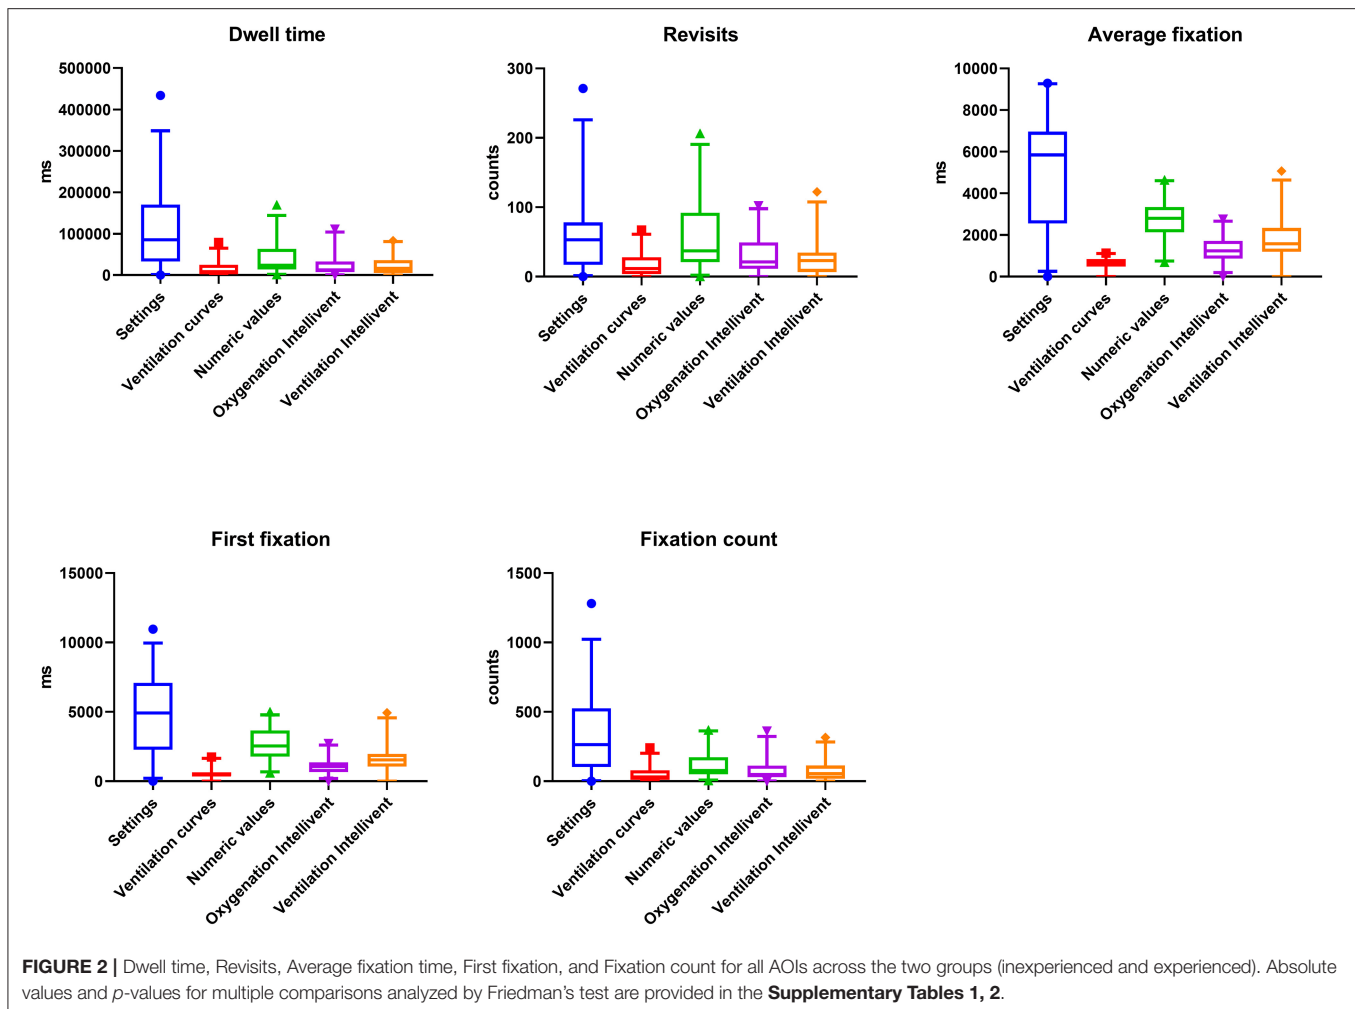 Dwell time
500000
400000
300000
200000
100000
0
ms
Settings
Ventilation curves
Numeric values
Oxygenation Intellivent
Ventilation Intellivent
Revisits
300
200
100
0
counts
Settings
Ventilation curves
Numeric values
Oxygenation Intellivent
Ventilation Intellivent
Average fixation
10000
8000
6000
4000
2000
0
ms
Settings
Ventilation curves
Numeric values
Oxygenation Intellivent
Ventilation Intellivent
First fixation
15000
10000
5000
0
ms
Settings
Ventilation curves
Numeric values
Oxygenation Intellivent
Ventilation Intellivent
Fixation count
1500
1000
500
0
counts
Settings
Ventilation curves
Numeric values
Oxygenation Intellivent
Ventilation Intellivent
FIGURE 2 | Dwell time, Revisits, Average fixation time, First fixation, and Fixation count for all AOIs across the two groups (inexperienced and experienced). Absolute
values and p-values for multiple comparisons analyzed by Friedman's test are provided in the Supplementary Tables 1, 2.